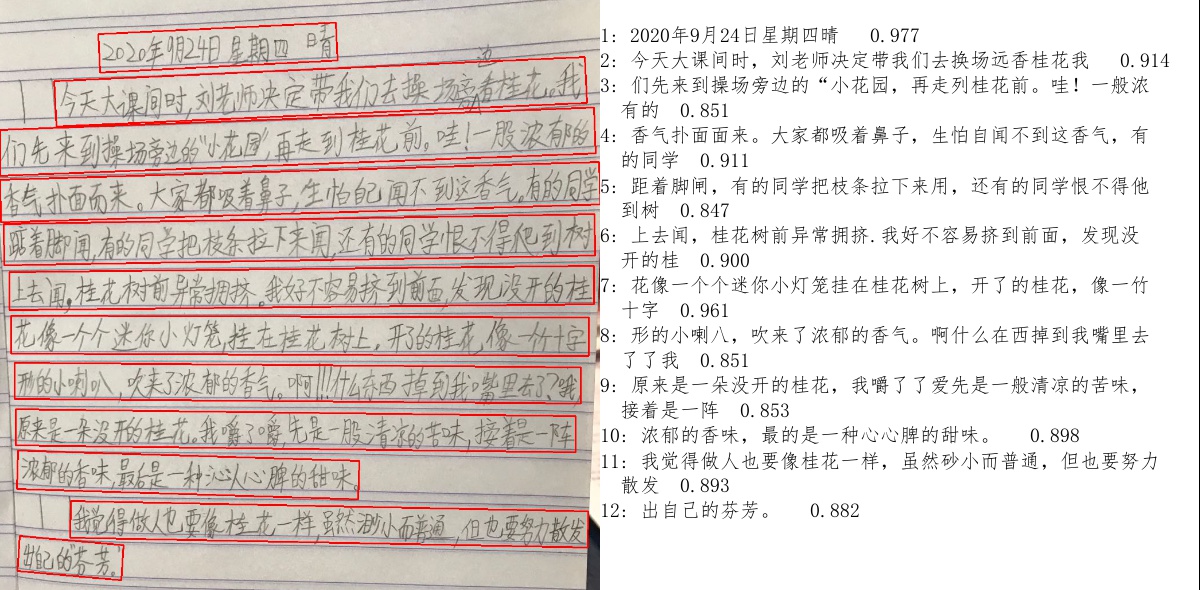 2020年9月24日 星期四 晴
边
今天大课间时,刘老师决定带我们去操场旁香桂花。我
们先来到操场旁边的“小花园”,再走到桂花前。哇!一股浓郁的
香气扑面而来。大家都吸着鼻子,生怕自己闻不到这香气。有的同学
踮着脚闻,有的同学把枝条拉下来闻,还有的同学恨不得爬到树
上去闻。桂花树前异常拥挤。我好不容易挤到前面,发现没开的桂
花像一个个迷你小灯笼,挂在桂花树上,开了的桂花,像一个十字
形的小喇叭,吹来了浓郁的香气。啊!!!什么东西掉到我嘴里去了?哦
原来是一朵没开的桂花。我嚼了嚼,先是一股清凉的苦味,接着是一阵
浓郁的香味,最后是一种沁人心脾的甜味。
我觉得做人也要像桂花一样,虽然渺小而普通,但也要努力散发
出自己的“芬芳。”
1: 2020年9月24日星期四晴 0.977
2: 今天大课间时，刘老师决定带我们去换场远香桂花我 0.914
3: 们先来到操场旁边的“小花园，再走列桂花前。哇！一般浓
有的 0.851
4: 香气扑面面来。大家都吸着鼻子，生怕自闻不到这香气，有
的同学 0.911
5: 距着脚闸，有的同学把枝条拉下来用，还有的同学恨不得他
到树 0.847
6: 上去闻，桂花树前异常拥挤.我好不容易挤到前面，发现没
开的桂 0.900
7: 花像一个个迷你小灯笼挂在桂花树上，开了的桂花，像一竹
十字 0.961
8: 形的小喇八，吹来了浓郁的香气。啊什么在西掉到我嘴里去
了了我 0.851
9: 原来是一朵没开的桂花，我嚼了了爱先是一般清凉的苦味，
接着是一阵 0.853
10: 浓郁的香味，最的是一种心心脾的甜味。 0.898
11: 我觉得做人也要像桂花一样，虽然砂小而普通，但也要努力
散发 0.893
12: 出自己的芬芳。 0.882